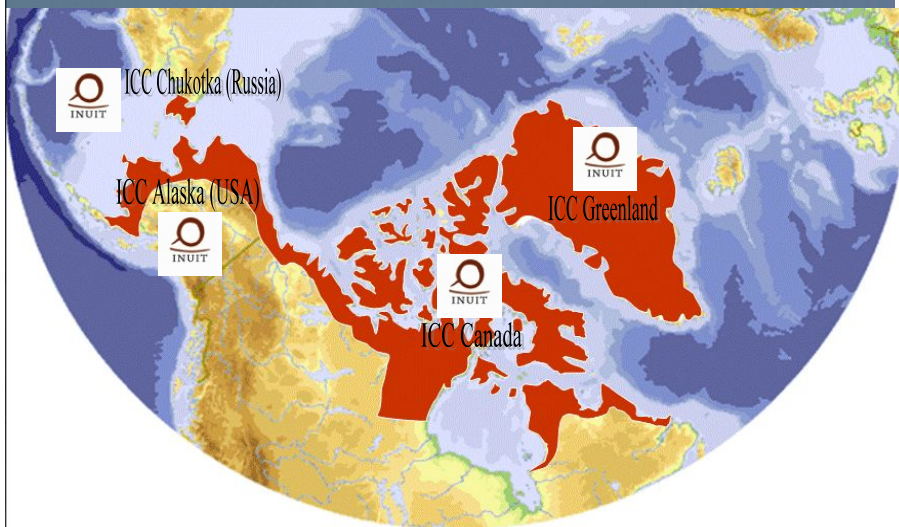 ICC Chukotka (Russia)
INUIT
ICC Alaska (USA)
INUIT
INUIT
ICC Greenland
INUIT
ICC Canada